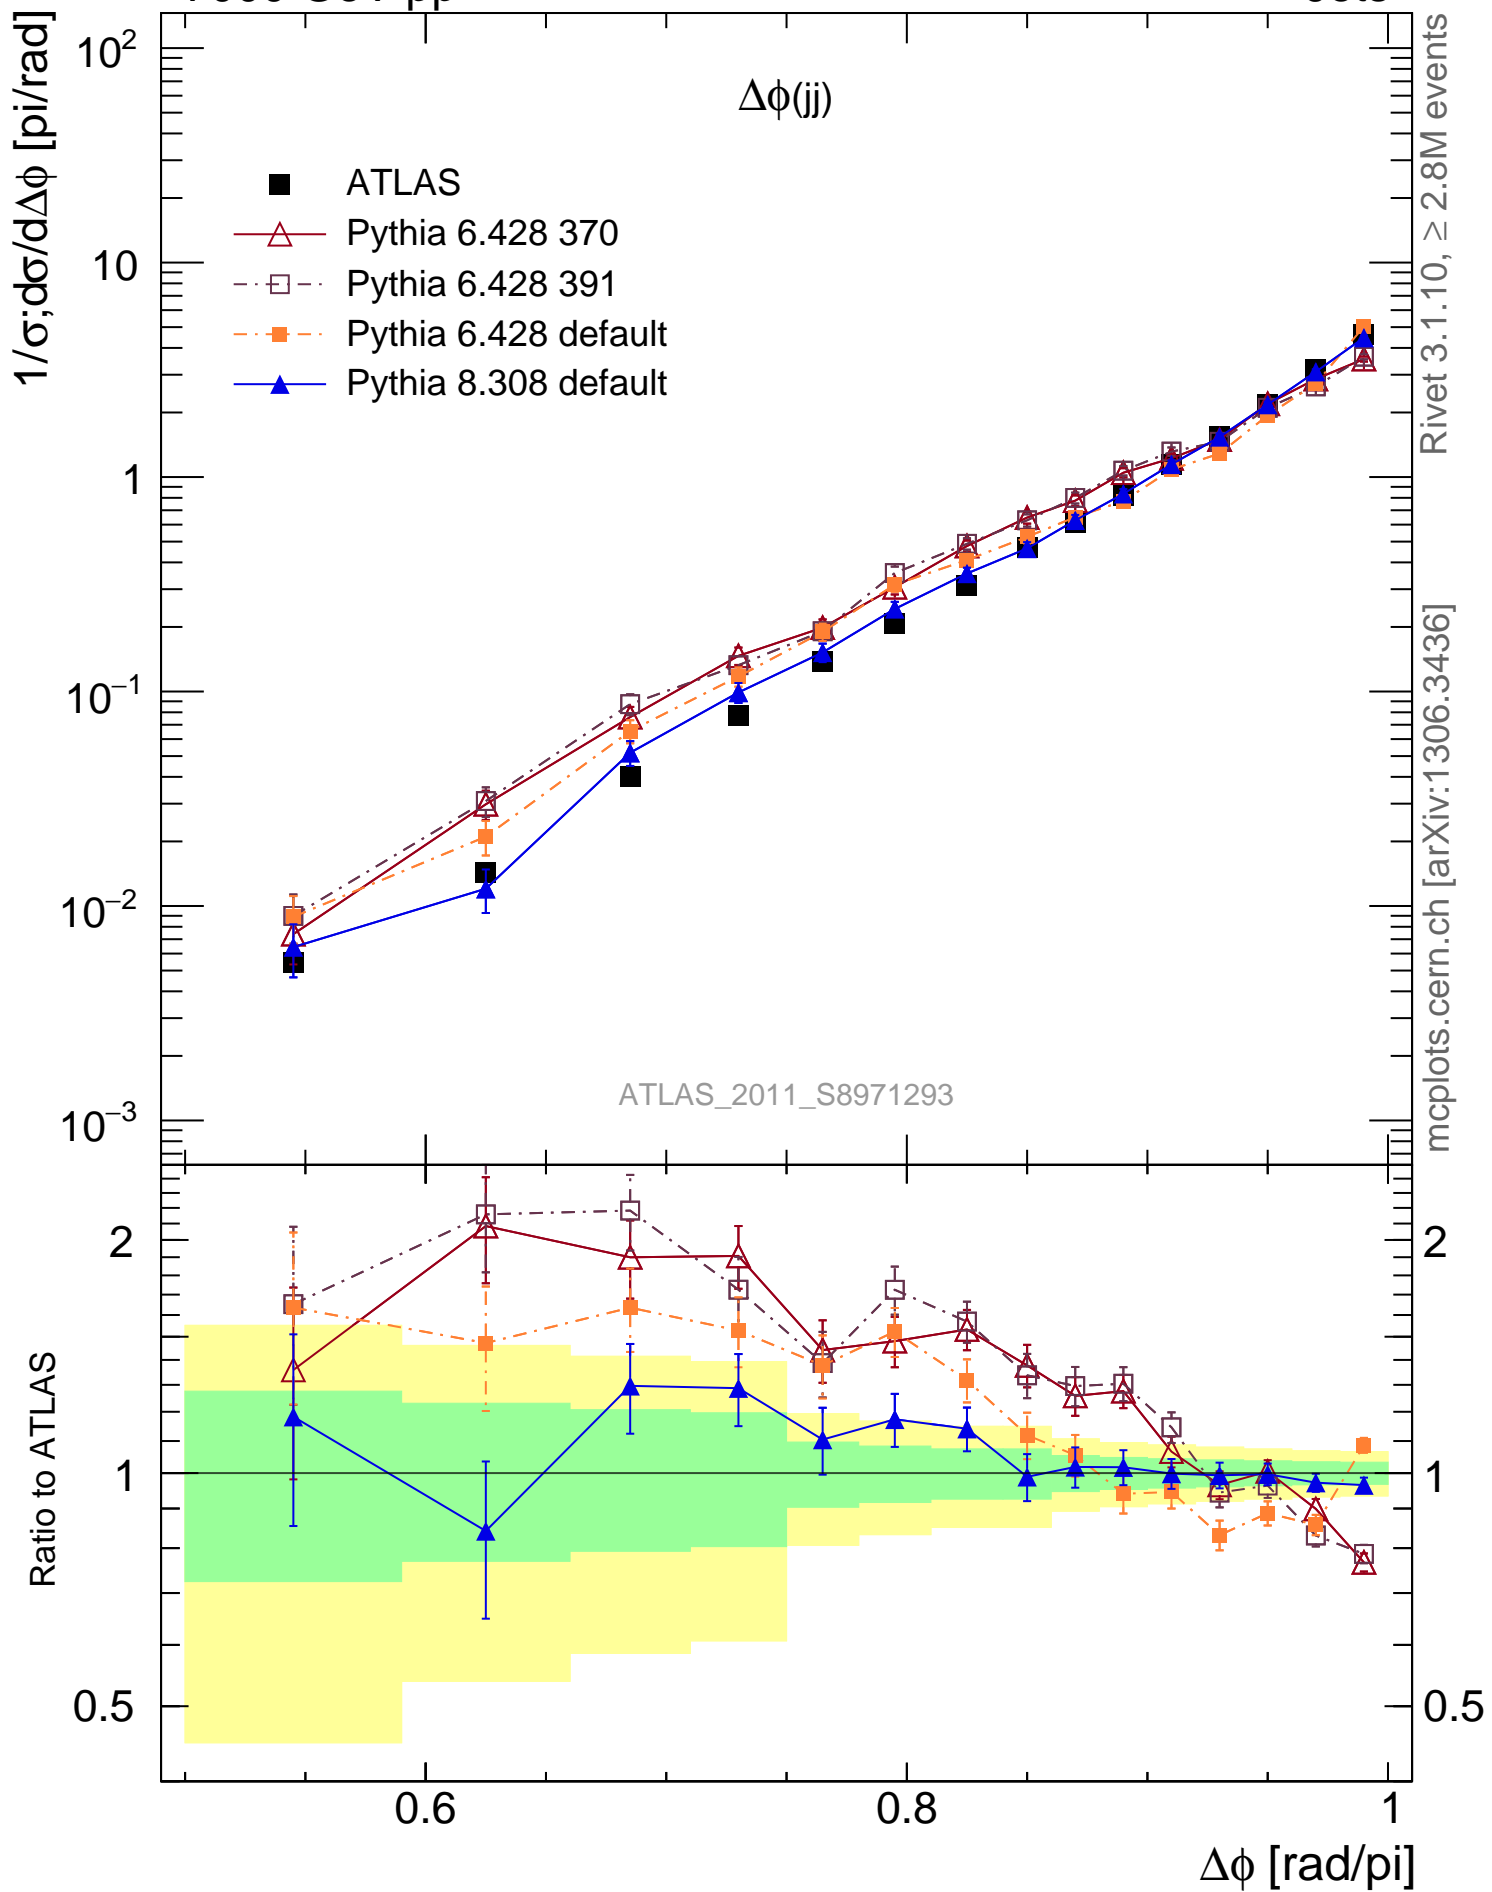 Δϕ(jj)
1/σ;dσ/dΔϕ [pi/rad]
10²
10
1
10⁻¹
10⁻²
10⁻³
ATLAS
Pythia 6.428 370
Pythia 6.428 391
Pythia 6.428 default
Pythia 8.308 default
ATLAS_2011_S8971293
Rivet 3.1.10, ≥ 2.8M events
mcplots.cern.ch [arXiv:1306.3436]
Ratio to ATLAS
2
1
0.5
2
1
0.5
0.6
0.8
1
Δϕ [rad/pi]